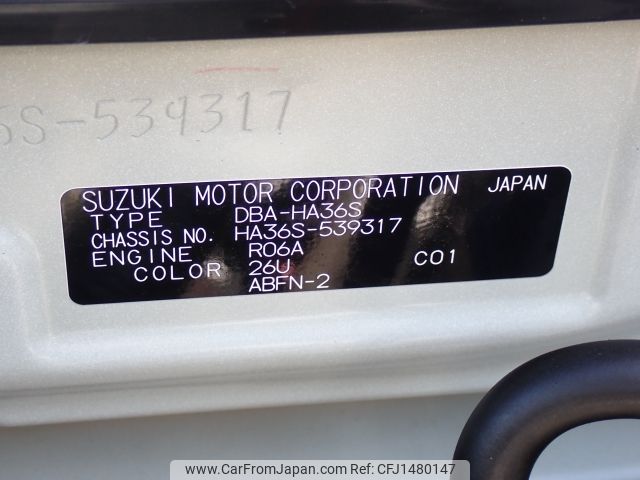 6S-539317
SUZUKI MOTOR CORPORATION JAPAN
TYPE DBA-HA36S
CHASSIS NO. HA36S-539317
ENGINE R06A
COLOR 26U C01
ABFN-2
www.CarFromJapan.com | CFJ1480147